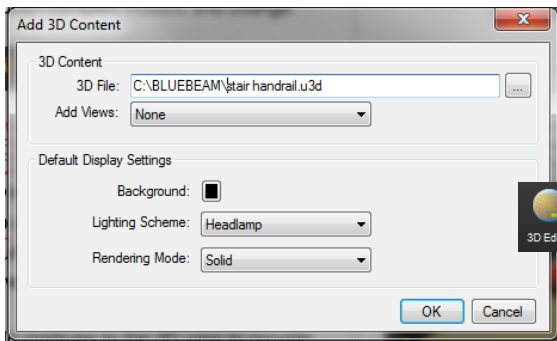 Add 3D Content
3D Content
3D File: C:\BLUEBEAM\stair handrail.u3d ...
Add Views: None
Default Display Settings
Background:
Lighting Scheme: Headlamp
Rendering Mode: Solid
3D Ed
OK Cancel